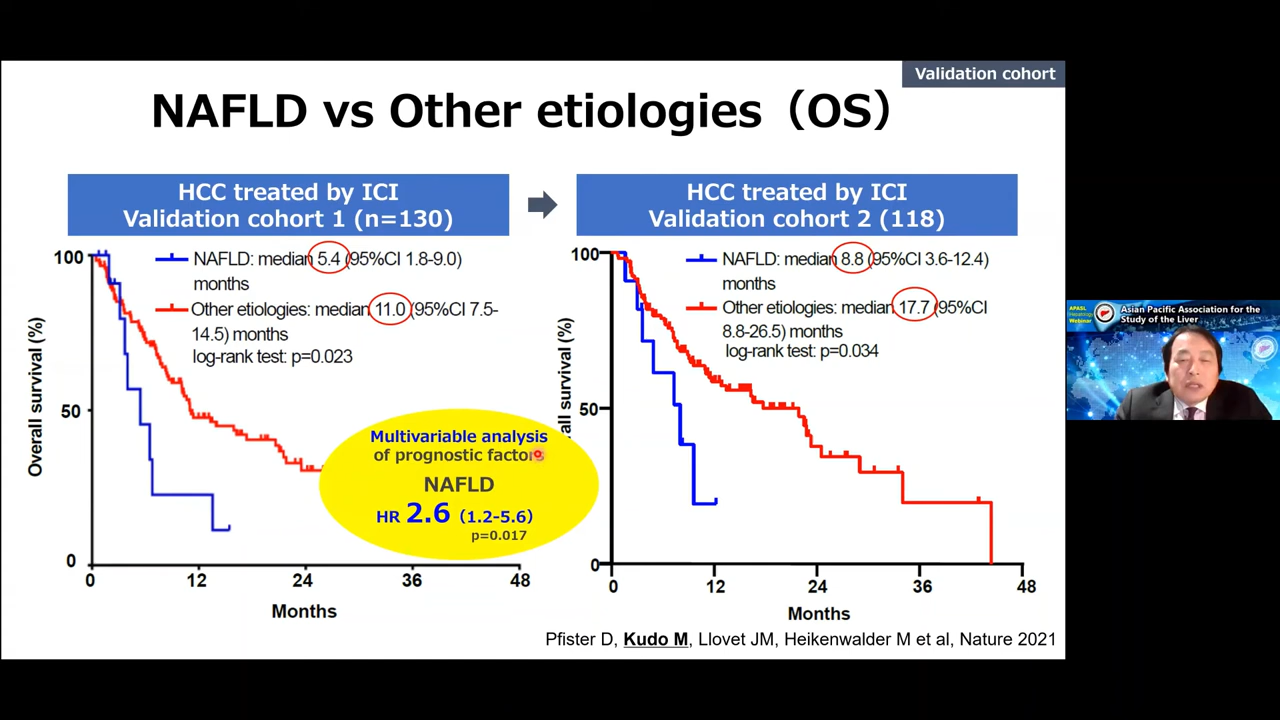 Validation cohort
NAFLD vs Other etiologies（OS）
HCC treated by ICI
Validation cohort 1 (n=130)
HCC treated by ICI
Validation cohort 2 (118)
100
50
0
Overall survival (%)
NAFLD: median 5.4 (95%CI 1.8-9.0)
months
Other etiologies: median 11.0 (95%CI 7.5-
14.5) months
log-rank test: p=0.023
0 12 24 36 48
Months
Multivariable analysis
of prognostic factors
NAFLD
HR 2.6 (1.2-5.6)
p=0.017
100
50
0
all survival (%)
NAFLD: median 8.8 (95%CI 3.6-12.4)
months
Other etiologies: median 17.7 (95%CI
8.8-26.5) months
log-rank test: p=0.034
0 12 24 36 48
Months
Pfister D, Kudo M, Llovet JM, Heikenwalder M et al, Nature 2021
APASL
Hepatology
Webinar
Asian Pacific Association for the
Study of the Liver